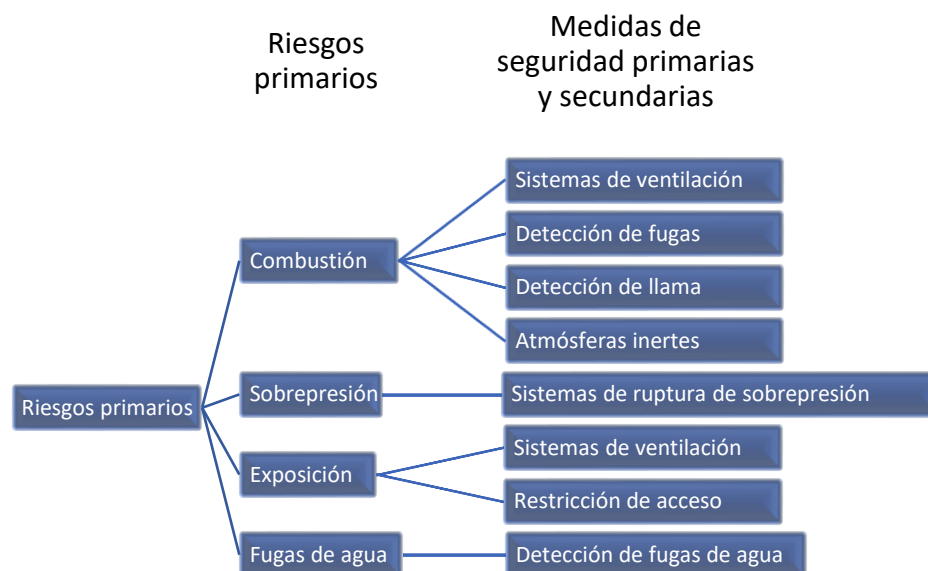 Riesgos
primarios
Medidas de
seguridad primarias
y secundarias
Riesgos primarios
Combustión
Sistemas de ventilación
Detección de fugas
Detección de llama
Atmósferas inertes
Sobrepresión
Sistemas de ruptura de sobrepresión
Exposición
Sistemas de ventilación
Restricción de acceso
Fugas de agua
Detección de fugas de agua